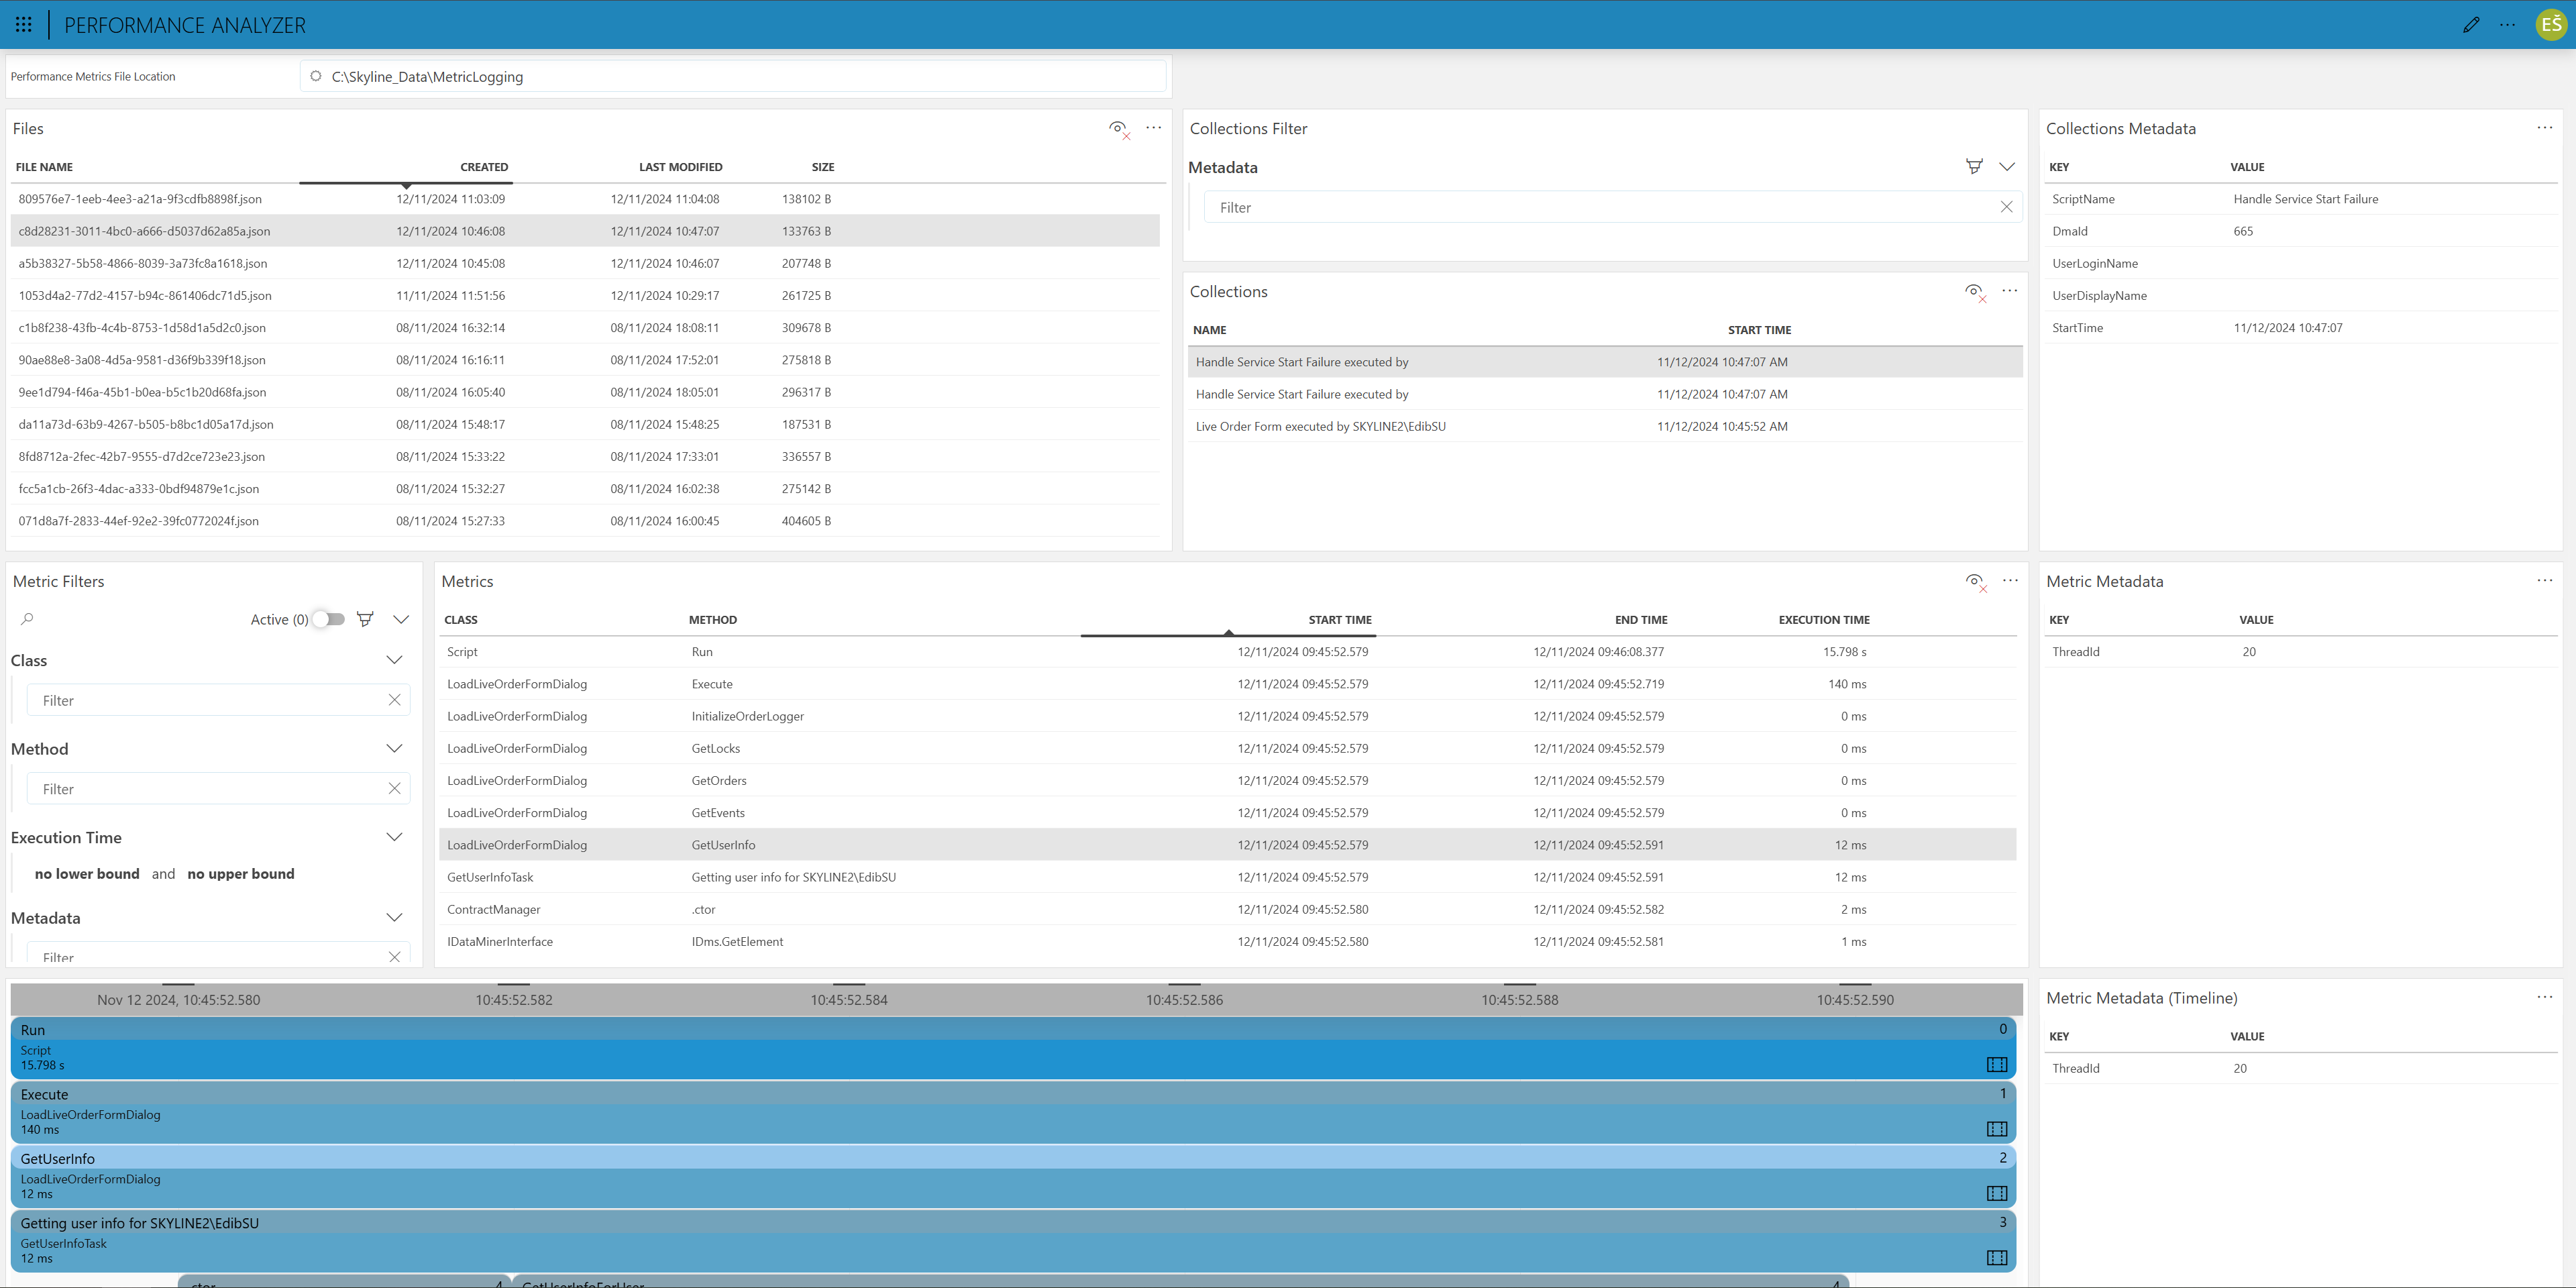 PERFORMANCE ANALYZER
EŠ
Performance Metrics File Location
C:\Skyline_Data\MetricLogging
Files
FILE NAME CREATED LAST MODIFIED SIZE
809576e7-1eeb-4ee3-a21a-9f3cdfb8898f.json 12/11/2024 11:03:09 12/11/2024 11:04:08 138102 B
c8d28231-3011-4bc0-a666-d5037d62a85a.json 12/11/2024 10:46:08 12/11/2024 10:47:07 133763 B
a5b38327-5b58-4866-8039-3a73fc8a1618.json 12/11/2024 10:45:08 12/11/2024 10:46:07 207748 B
1053d4a2-77d2-4157-b94c-861406dc71d5.json 11/11/2024 11:51:56 12/11/2024 10:29:17 261725 B
c1b8f238-43fb-4c4b-8753-1d58d1a5d2c0.json 08/11/2024 16:32:14 08/11/2024 18:08:11 309678 B
90ae88e8-3a08-4d5a-9581-d36f9b339f18.json 08/11/2024 16:16:11 08/11/2024 17:52:01 275818 B
9ee1d794-f46a-45b1-b0ea-b5c1b20d68fa.json 08/11/2024 16:05:40 08/11/2024 18:05:01 296317 B
da11a73d-63b9-4267-b505-b8bc1d05a17d.json 08/11/2024 15:48:17 08/11/2024 15:48:25 187531 B
8fd8712a-2fec-42b7-9555-d7d2ce723e23.json 08/11/2024 15:33:22 08/11/2024 17:33:01 336557 B
fcc5a1cb-26f3-4dac-a333-0bdf94879e1c.json 08/11/2024 15:32:27 08/11/2024 16:02:38 275142 B
071d8a7f-2833-44ef-92e2-39fc0772024f.json 08/11/2024 15:27:33 08/11/2024 16:00:45 404605 B
Collections Filter
Metadata
Filter
Collections
NAME START TIME
Handle Service Start Failure executed by 11/12/2024 10:47:07 AM
Handle Service Start Failure executed by 11/12/2024 10:47:07 AM
Live Order Form executed by SKYLINE2\EdibSU 11/12/2024 10:45:52 AM
Collections Metadata
KEY VALUE
ScriptName Handle Service Start Failure
DmaId 665
UserLoginName
UserDisplayName
StartTime 11/12/2024 10:47:07
Metric Filters
Active (0)
Class
Filter
Method
Filter
Execution Time
no lower bound and no upper bound
Metadata
Filter
Metrics
CLASS METHOD START TIME END TIME EXECUTION TIME
Script Run 12/11/2024 09:45:52.579 12/11/2024 09:46:08.377 15.798 s
LoadLiveOrderFormDialog Execute 12/11/2024 09:45:52.579 12/11/2024 09:45:52.719 140 ms
LoadLiveOrderFormDialog InitializeOrderLogger 12/11/2024 09:45:52.579 12/11/2024 09:45:52.579 0 ms
LoadLiveOrderFormDialog GetLocks 12/11/2024 09:45:52.579 12/11/2024 09:45:52.579 0 ms
LoadLiveOrderFormDialog GetOrders 12/11/2024 09:45:52.579 12/11/2024 09:45:52.579 0 ms
LoadLiveOrderFormDialog GetEvents 12/11/2024 09:45:52.579 12/11/2024 09:45:52.579 0 ms
LoadLiveOrderFormDialog GetUserInfo 12/11/2024 09:45:52.579 12/11/2024 09:45:52.591 12 ms
GetUserInfoTask Getting user info for SKYLINE2\EdibSU 12/11/2024 09:45:52.579 12/11/2024 09:45:52.591 12 ms
ContractManager .ctor 12/11/2024 09:45:52.580 12/11/2024 09:45:52.582 2 ms
IDataMinerInterface IDms.GetElement 12/11/2024 09:45:52.580 12/11/2024 09:45:52.581 1 ms
Metric Metadata
KEY VALUE
ThreadId 20
Nov 12 2024, 10:45:52.580 10:45:52.582 10:45:52.584 10:45:52.586 10:45:52.588 10:45:52.590
Run 0
Script
15.798 s
Execute 1
LoadLiveOrderFormDialog
140 ms
GetUserInfo 2
LoadLiveOrderFormDialog
12 ms
Getting user info for SKYLINE2\EdibSU 3
GetUserInfoTask
12 ms
.ctor 4 GetUserInfoForUser 4
Metric Metadata (Timeline)
KEY VALUE
ThreadId 20